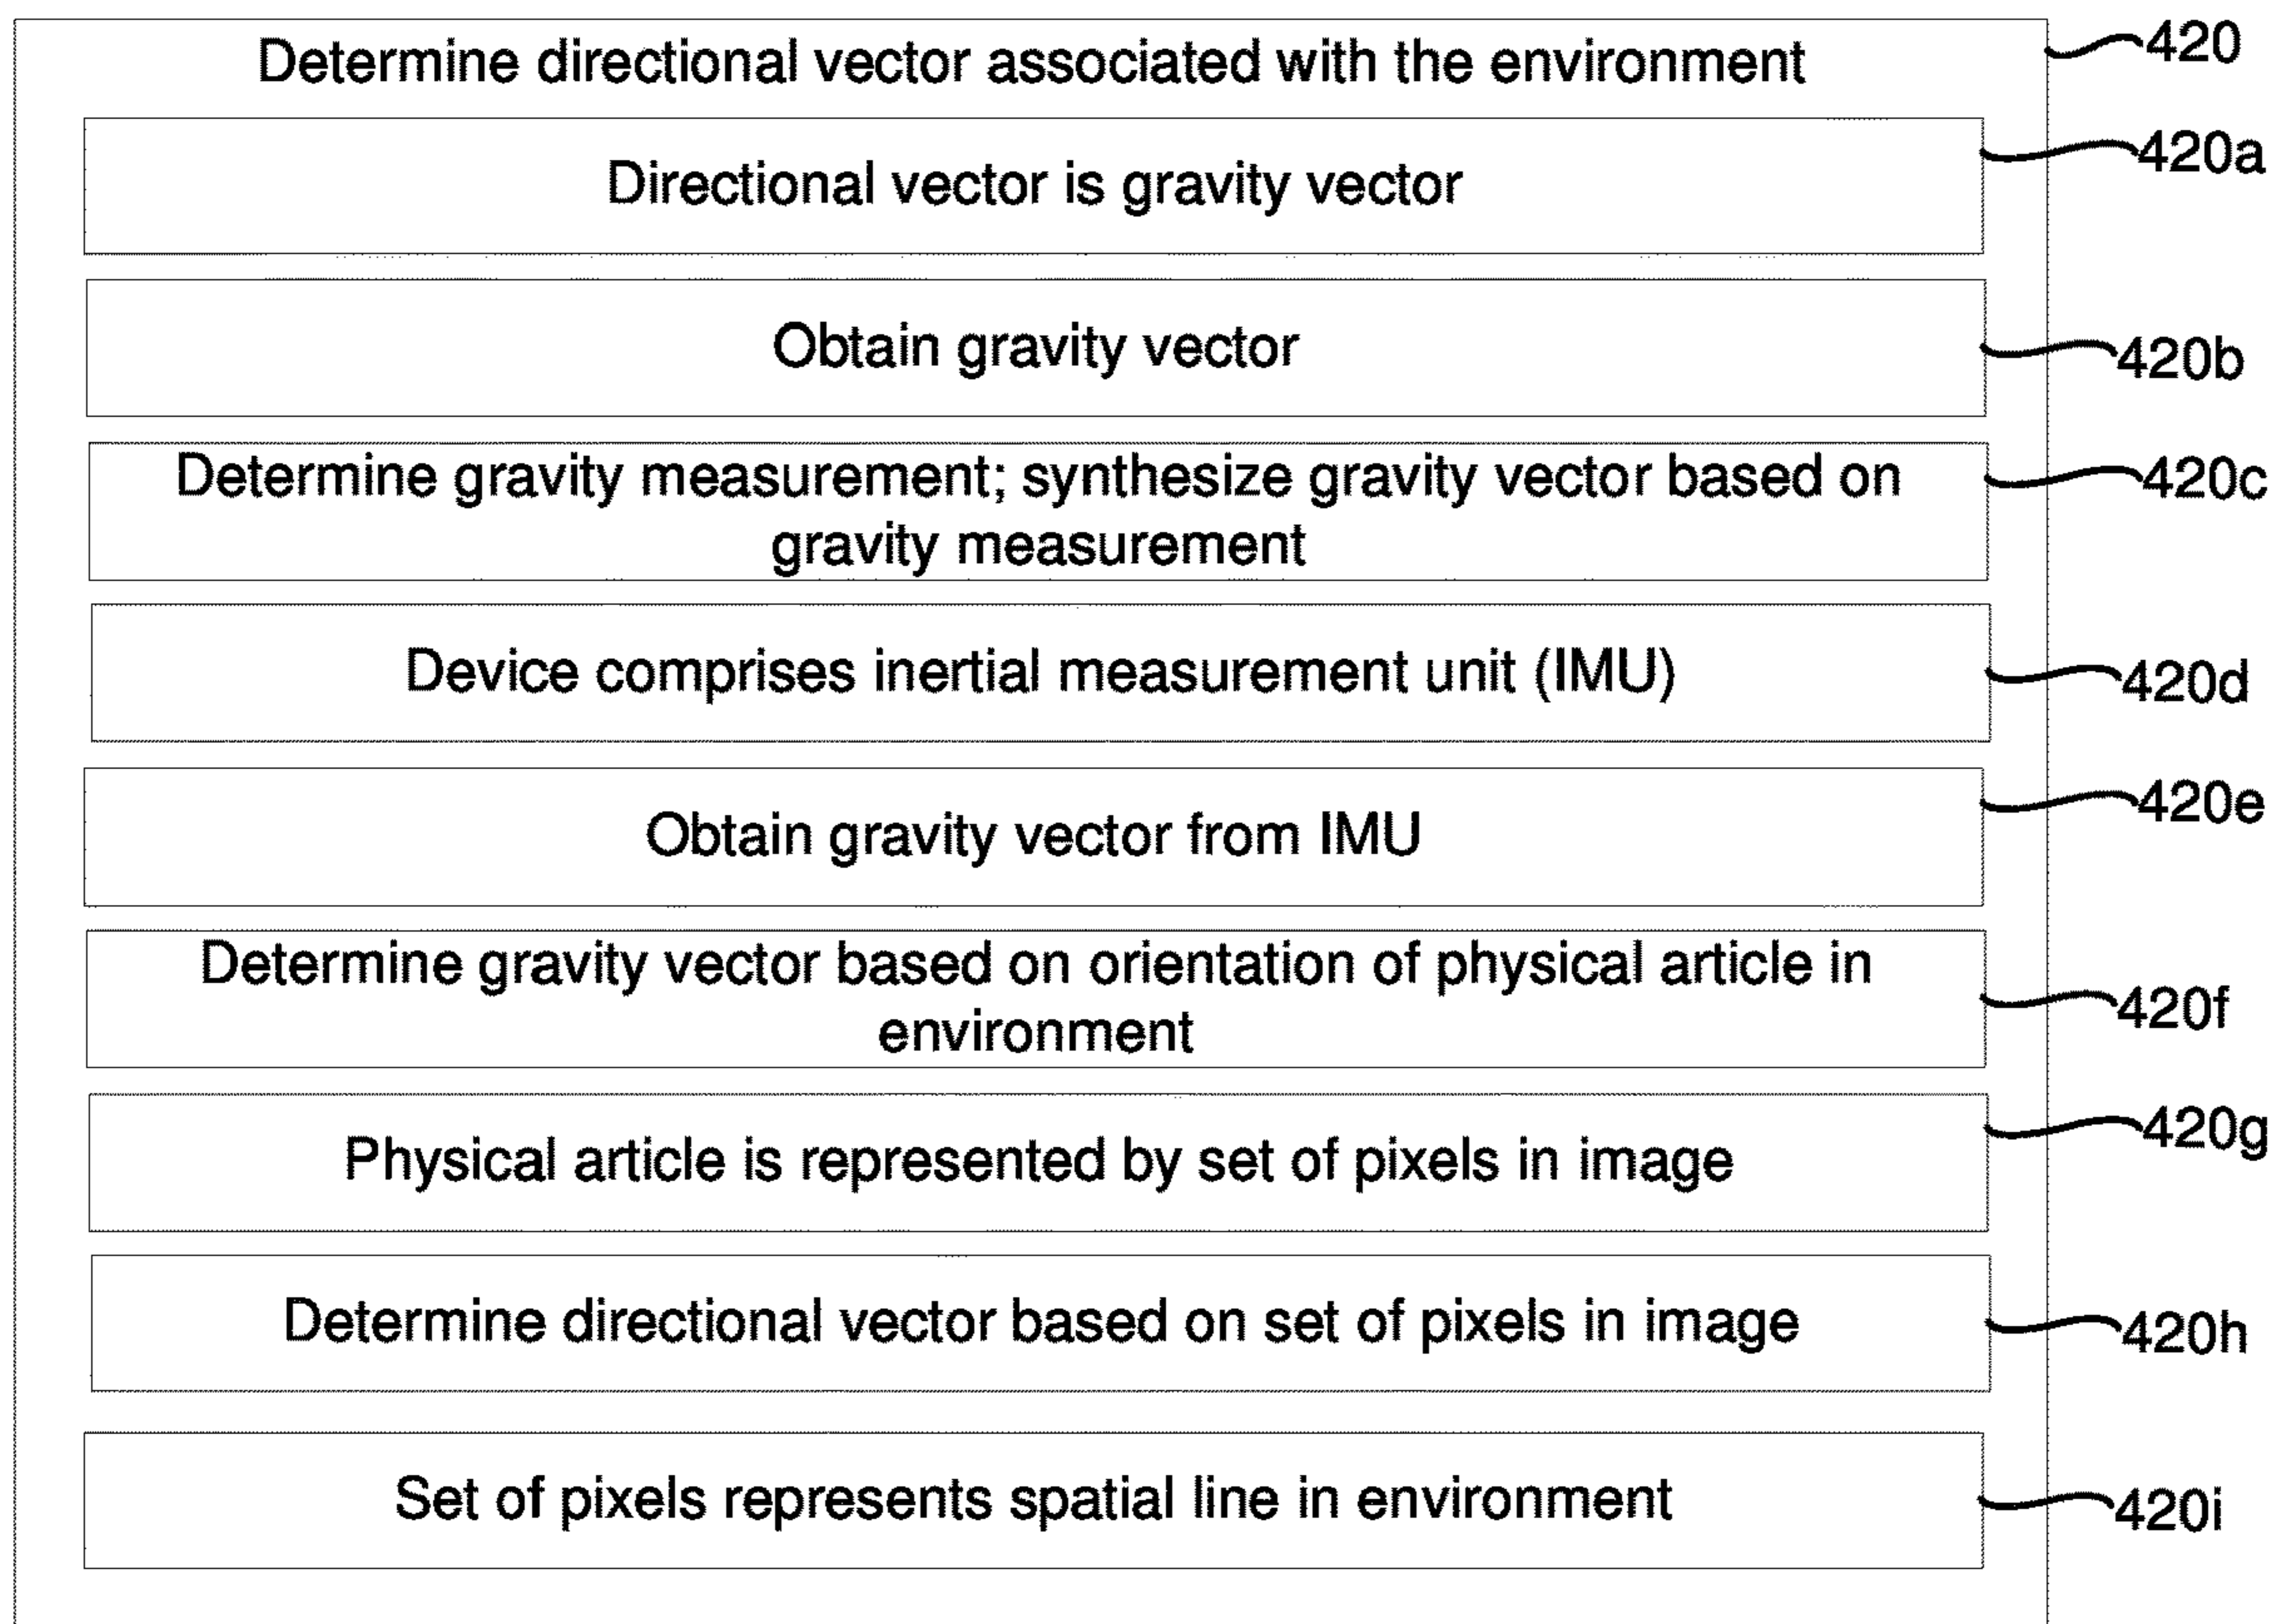 Determine directional vector associated with the environment
420
Directional vector is gravity vector
420a
Obtain gravity vector
420b
Determine gravity measurement; synthesize gravity vector based on
gravity measurement
420c
Device comprises inertial measurement unit (IMU)
420d
Obtain gravity vector from IMU
420e
Determine gravity vector based on orientation of physical article in
environment
420f
Physical article is represented by set of pixels in image
420g
Determine directional vector based on set of pixels in image
420h
Set of pixels represents spatial line in environment
420i